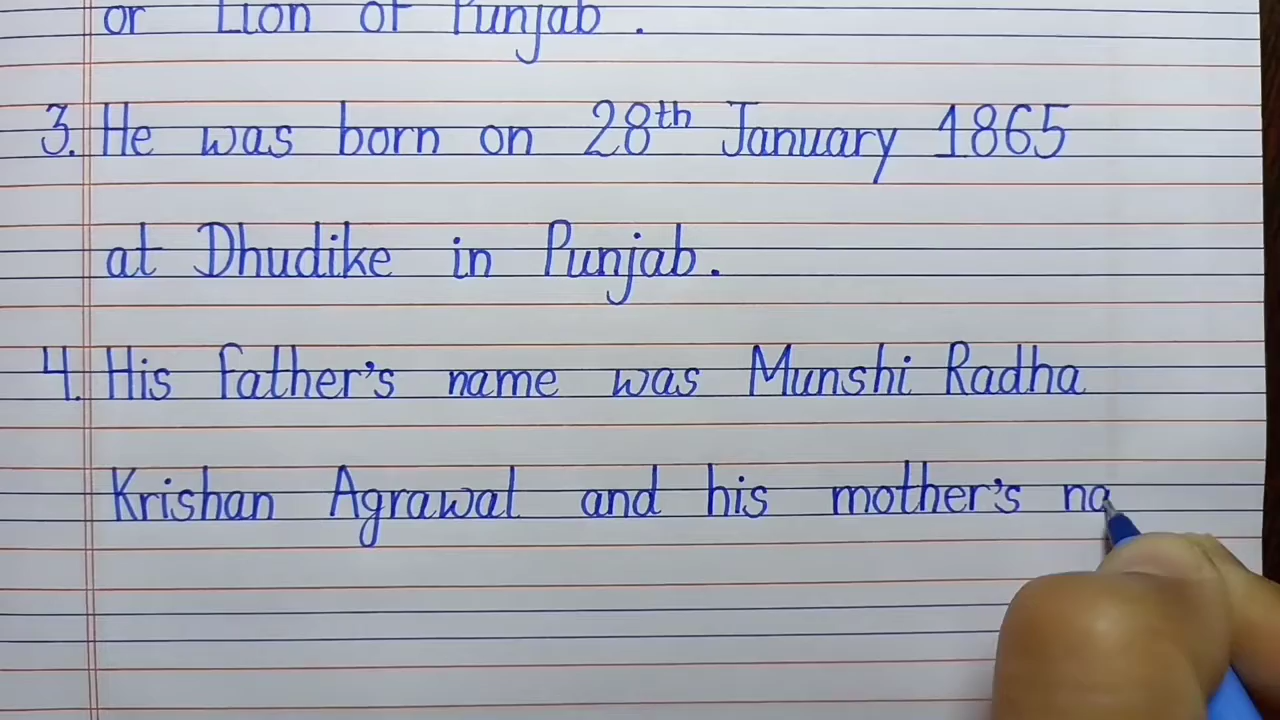 or Lion of Punjab.
3. He was born on 28th January 1865
at Dhudike in Punjab.
4. His father's name was Munshi Radha
Krishan Agrawal and his mother's na